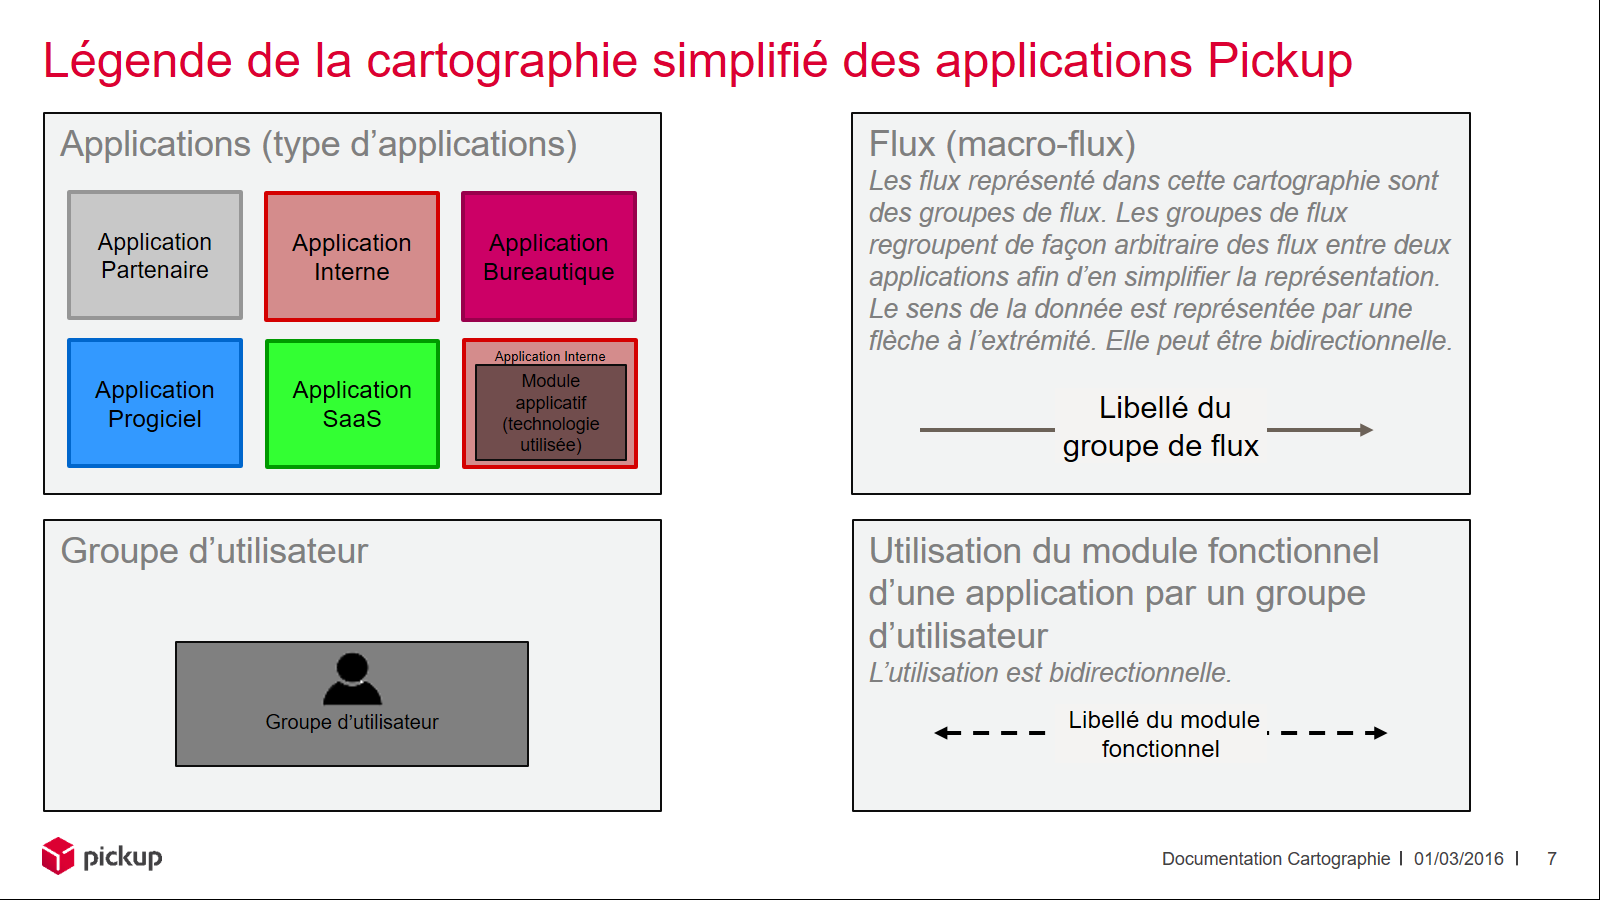 Légende de la cartographie simplifié des applications Pickup
Applications (type d’applications)
Application
Partenaire
Application
Interne
Application
Bureautique
Application
Progiciel
Application
SaaS
Application Interne
Module
applicatif
(technologie
utilisée)
Flux (macro-flux)
Les flux représenté dans cette cartographie sont
des groupes de flux. Les groupes de flux
regroupent de façon arbitraire des flux entre deux
applications afin d’en simplifier la représentation.
Le sens de la donnée est représentée par une
flèche à l’extrémité. Elle peut être bidirectionnelle.
Libellé du
groupe de flux
Groupe d’utilisateur
Groupe d’utilisateur
Utilisation du module fonctionnel
d’une application par un groupe
d’utilisateur
L’utilisation est bidirectionnelle.
Libellé du module
fonctionnel
pickup
Documentation Cartographie | 01/03/2016 | 7